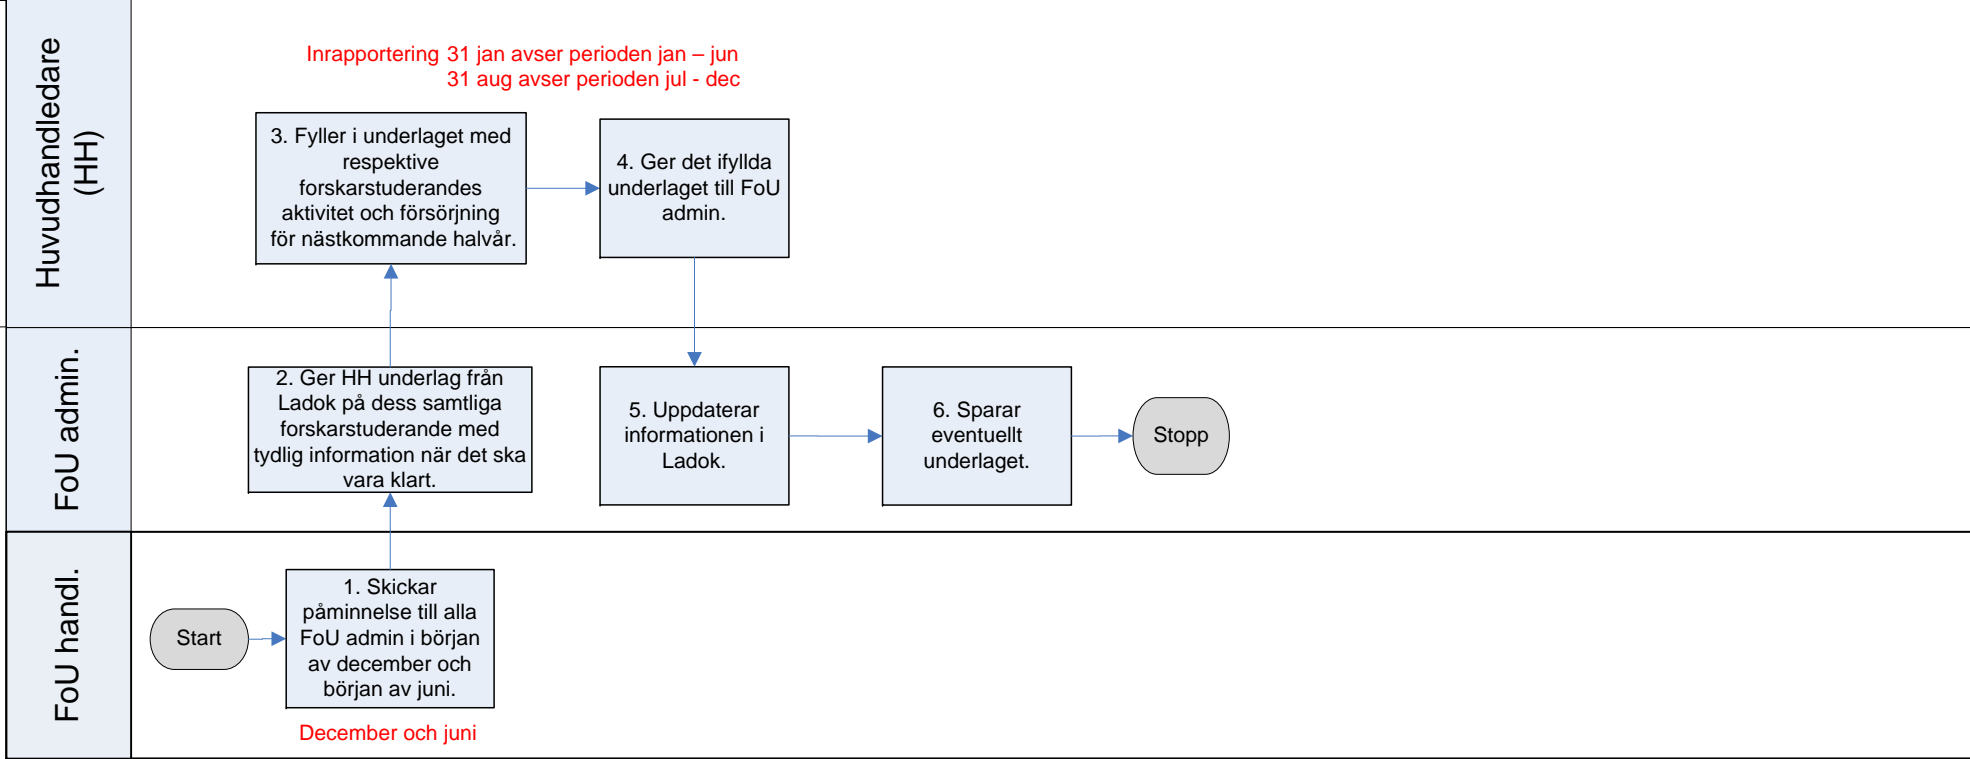 Huvudhandledare
(HH)
Inrapportering 31 jan avser perioden jan – jun
31 aug avser perioden jul - dec
3. Fyller i underlaget med
respektive
forskarstuderandes
aktivitet och försörjning
för nästkommande halvår.
4. Ger det ifyllda
underlaget till FoU
admin.
FoU admin.
2. Ger HH underlag från
Ladok på dess samtliga
forskarstuderande med
tydlig information när det ska
vara klart.
5. Uppdaterar
informationen i
Ladok.
6. Sparar
eventuellt
underlaget.
Stopp
FoU handl.
Start
1. Skickar
påminnelse till alla
FoU admin i början
av december och
början av juni.
December och juni